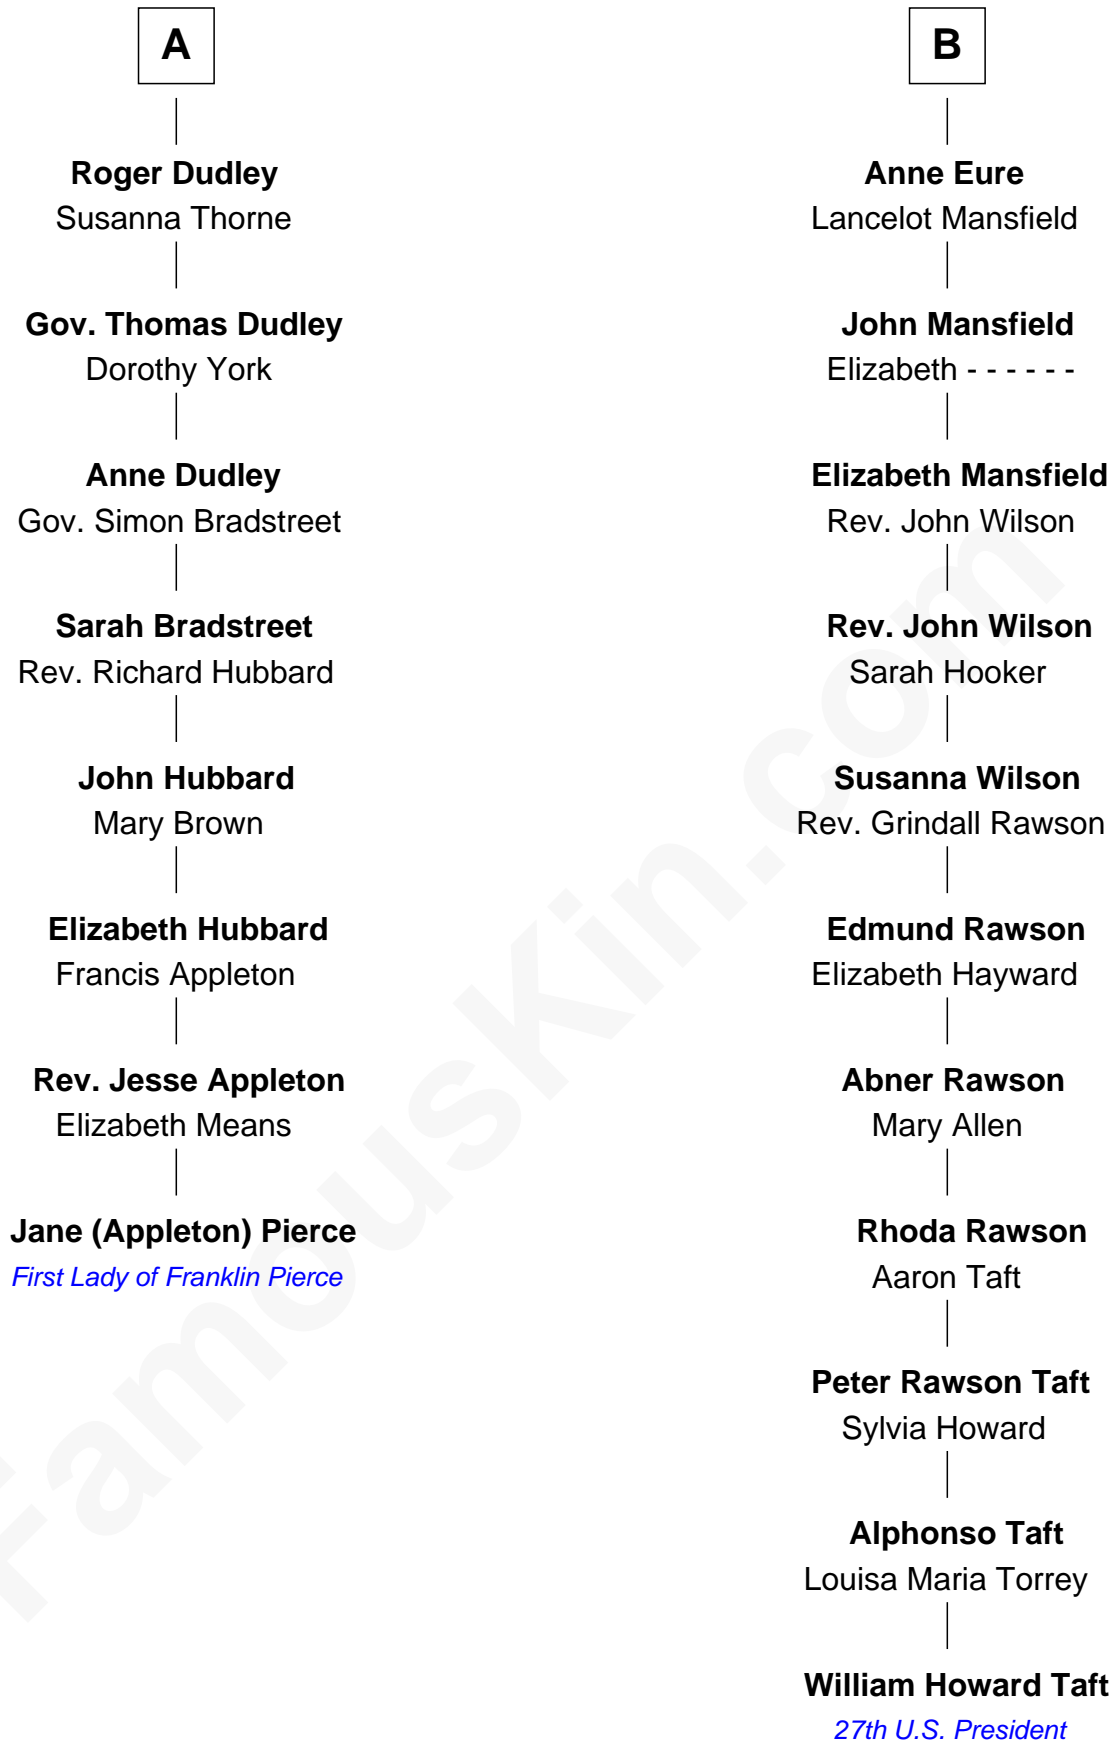 A
Roger Dudley
Susanna Thorne
Gov. Thomas Dudley
Dorothy York
Anne Dudley
Gov. Simon Bradstreet
Sarah Bradstreet
Rev. Richard Hubbard
John Hubbard
Mary Brown
Elizabeth Hubbard
Francis Appleton
Rev. Jesse Appleton
Elizabeth Means
Jane (Appleton) Pierce
First Lady of Franklin Pierce
B
Anne Eure
Lancelot Mansfield
John Mansfield
Elizabeth - - - - - -
Elizabeth Mansfield
Rev. John Wilson
Rev. John Wilson
Sarah Hooker
Susanna Wilson
Rev. Grindall Rawson
Edmund Rawson
Elizabeth Hayward
Abner Rawson
Mary Allen
Rhoda Rawson
Aaron Taft
Peter Rawson Taft
Sylvia Howard
Alphonso Taft
Louisa Maria Torrey
William Howard Taft
27th U.S. President
FamousKin.com